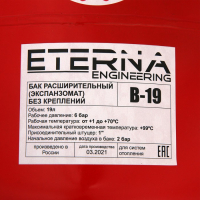 ETERNA
ENGINEERING
БАК РАСШИРИТЕЛЬНЫЙ
(ЭКСПАНЗОМАТ)
БЕЗ КРЕПЛЕНИЙ
В-19
Объем: 19л
Рабочее давление: 6 бар
Рабочая температура: от +1 до +70°С
Максимальная кратковременная температура: +99°С
Присоединительный штуцер: 1"
Начальное давление воздуха в баке: 2 бар
произведено в России
дата производства
03.2021
для систем отопления
ЕАС